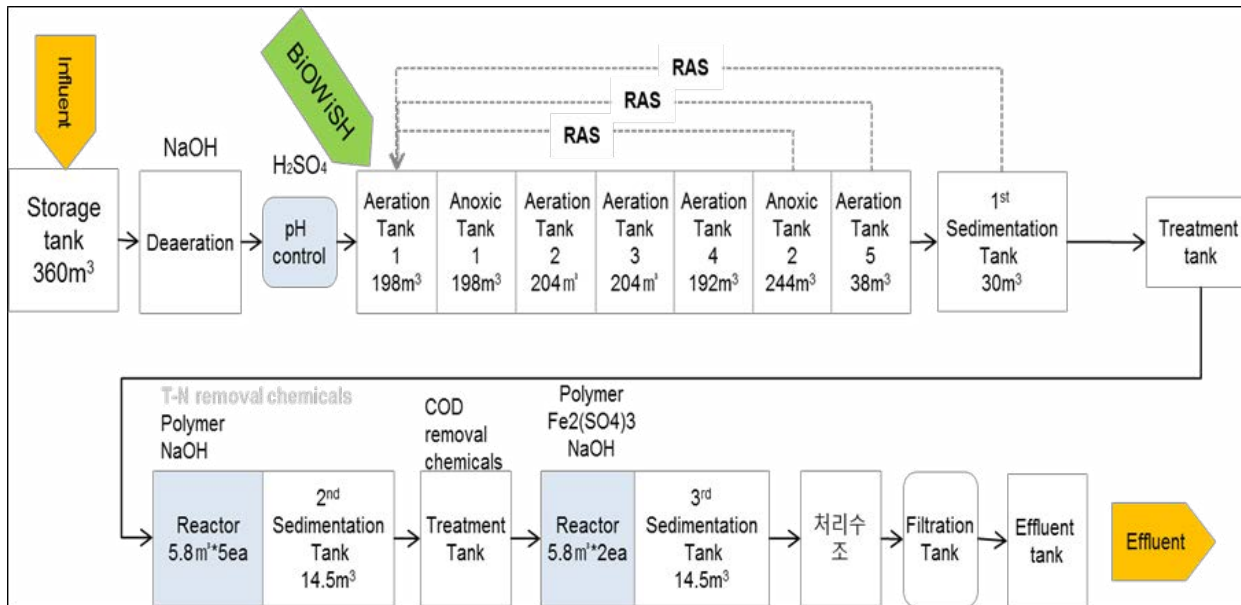 Influent
BiOWiSH
RAS
RAS
RAS
NaOH
H₂SO₄
Storage
tank
360m³
Deaeration
pH
control
Aeration
Tank
1
198m³
Anoxic
Tank
1
198m³
Aeration
Tank
2
204㎥
Aeration
Tank
3
204㎥
Aeration
Tank
4
192m³
Anoxic
Tank
2
244m³
Aeration
Tank
5
38m³
1st
Sedimentation
Tank
30m³
Treatment
tank
T-N removal chemicals
Polymer
NaOH
COD
removal
chemicals
Polymer
Fe2(SO4)3
NaOH
Reactor
5.8㎥*5ea
2nd
Sedimentation
Tank
14.5m³
Treatment
Tank
Reactor
5.8㎥*2ea
3rd
Sedimentation
Tank
14.5m³
처리수
조
Filtration
Tank
Effluent
tank
Effluent